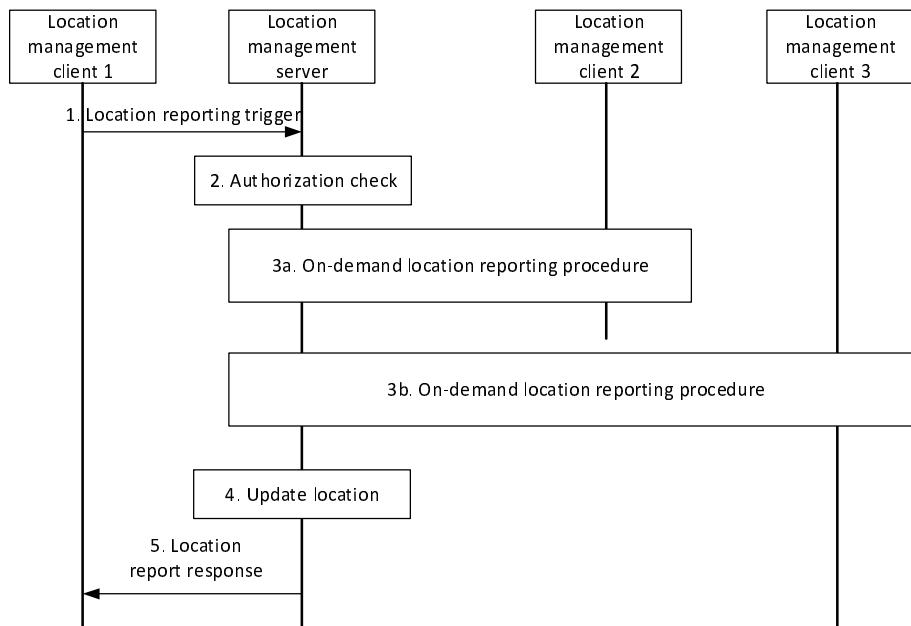 Location
management
client 1
Location
management
server
Location
management
client 2
Location
management
client 3
1. Location reporting trigger
2. Authorization check
3a. On-demand location reporting procedure
3b. On-demand location reporting procedure
4. Update location
5. Location
report response